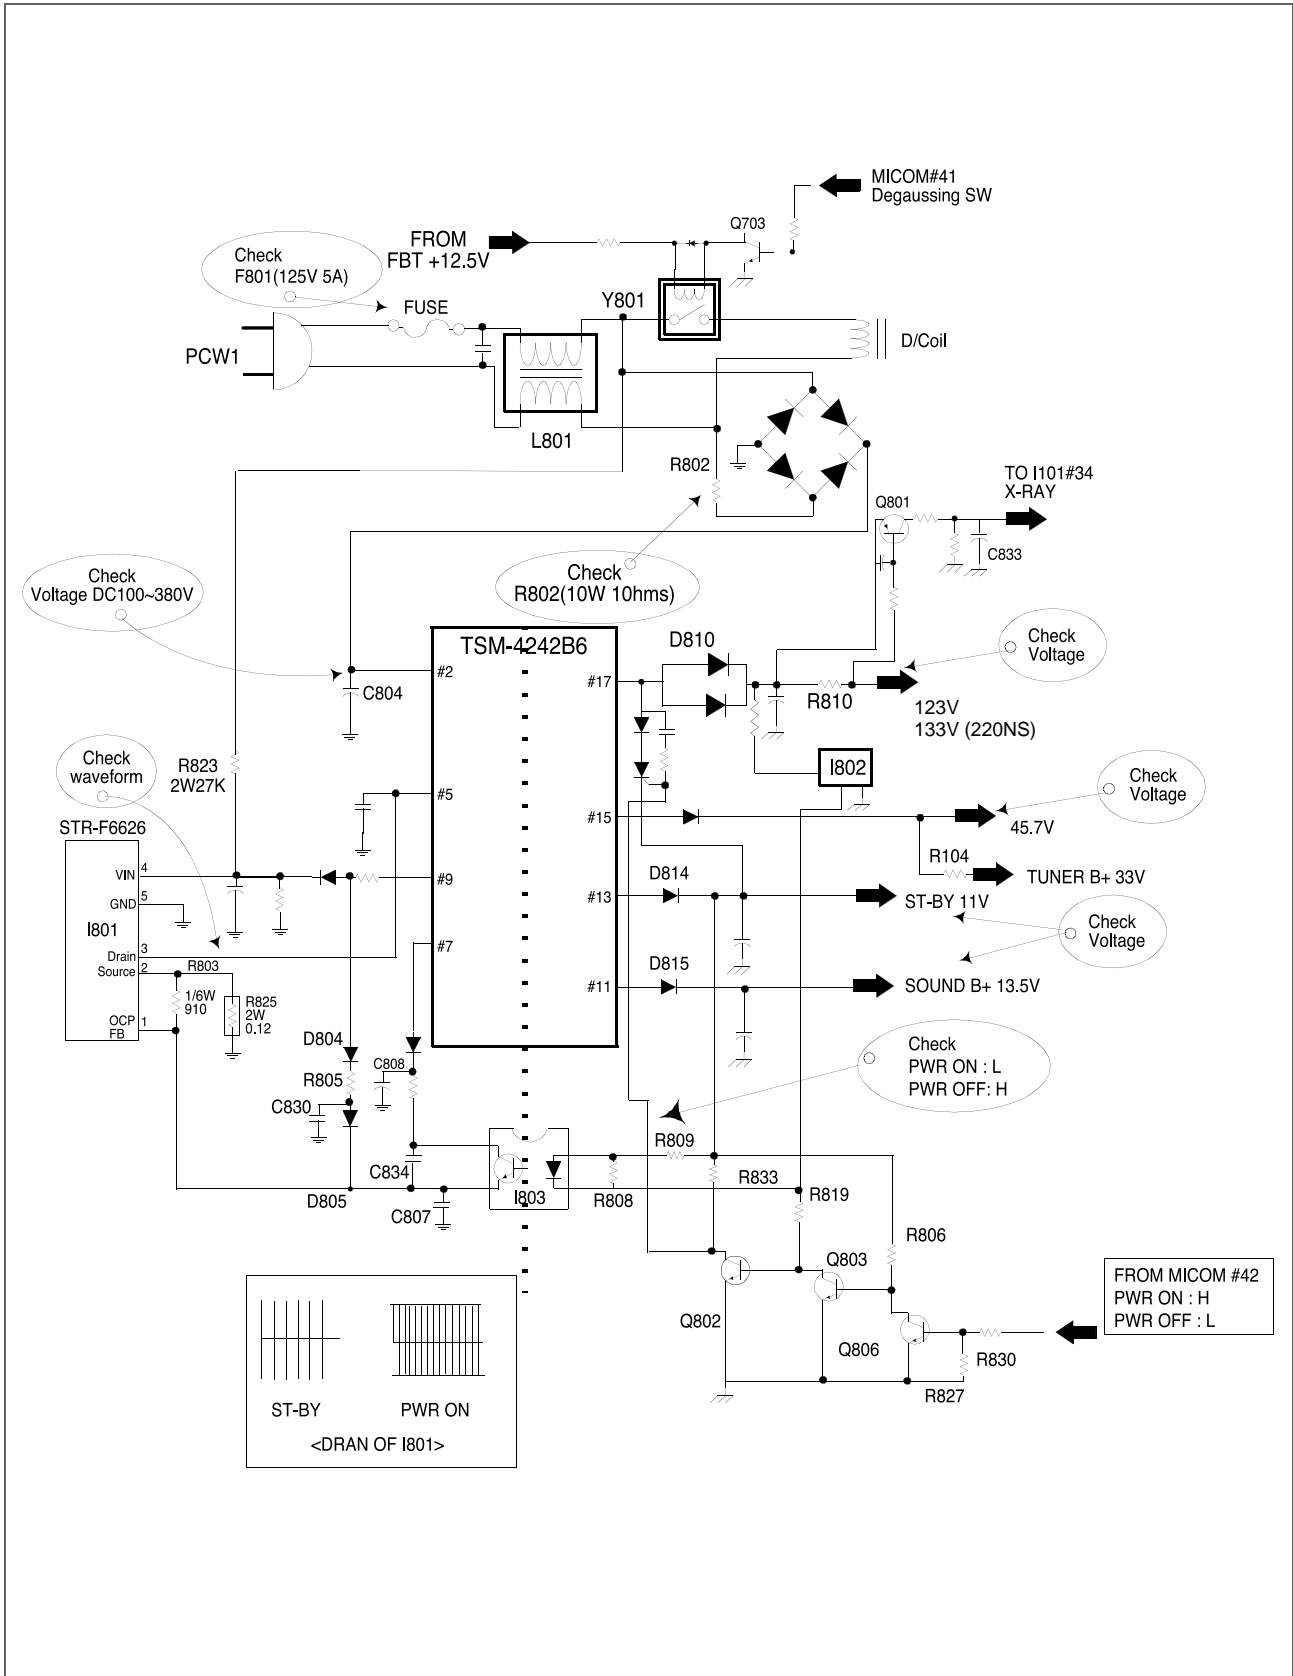 MICOM#41
Degaussing SW
Q703
FROM
FBT +12.5V
Check
F801(125V 5A)
FUSE
Y801
PCW1
D/Coil
L801
R802
TO I101#34
X-RAY
Q801
C833
Check
Voltage DC100~380V
Check
R802(10W 10hms)
TSM-4242B6
D810
Check
Voltage
#2
#17
C804
R810
123V
133V (220NS)
Check
waveform
R823
2W27K
I802
Check
Voltage
#5
#15
45.7V
STR-F6626
R104
TUNER B+ 33V
VIN
4
#9
D814
#13
ST-BY 11V
GND
5
I801
Check
Voltage
#7
Drain
3
Source
2
R803
D815
#11
SOUND B+ 13.5V
1/6W
910
R825
2W
0.12
OCP
FB
1
D804
Check
PWR ON : L
PWR OFF: H
C808
R805
C830
R809
C834
I803
R808
R833
R819
D805
C807
R806
Q803
FROM MICOM #42
PWR ON : H
PWR OFF : L
Q802
Q806
R830
R827
ST-BY
PWR ON
<DRAN OF I801>